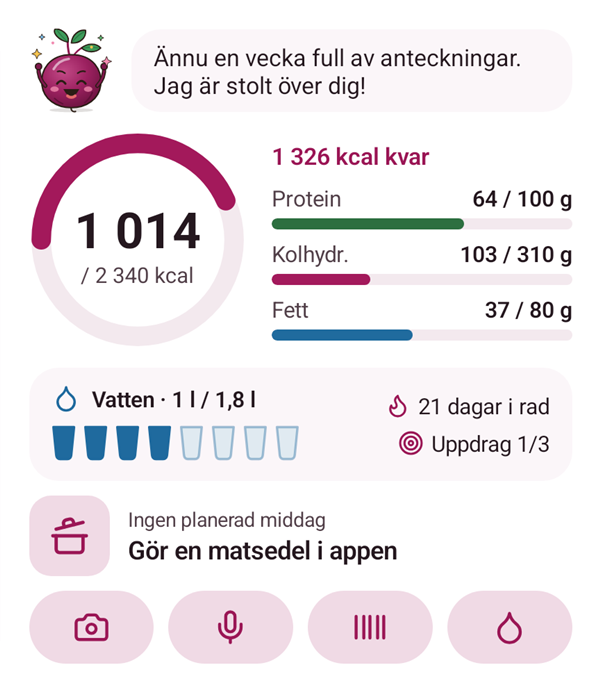 Ännu en vecka full av anteckningar.
Jag är stolt över dig!
1 014
/ 2 340 kcal
1 326 kcal kvar
Protein 64 / 100 g
Kolhydr. 103 / 310 g
Fett 37 / 80 g
Vatten · 1 l / 1,8 l
21 dagar i rad
Uppdrag 1/3
Ingen planerad middag
Gör en matsedel i appen